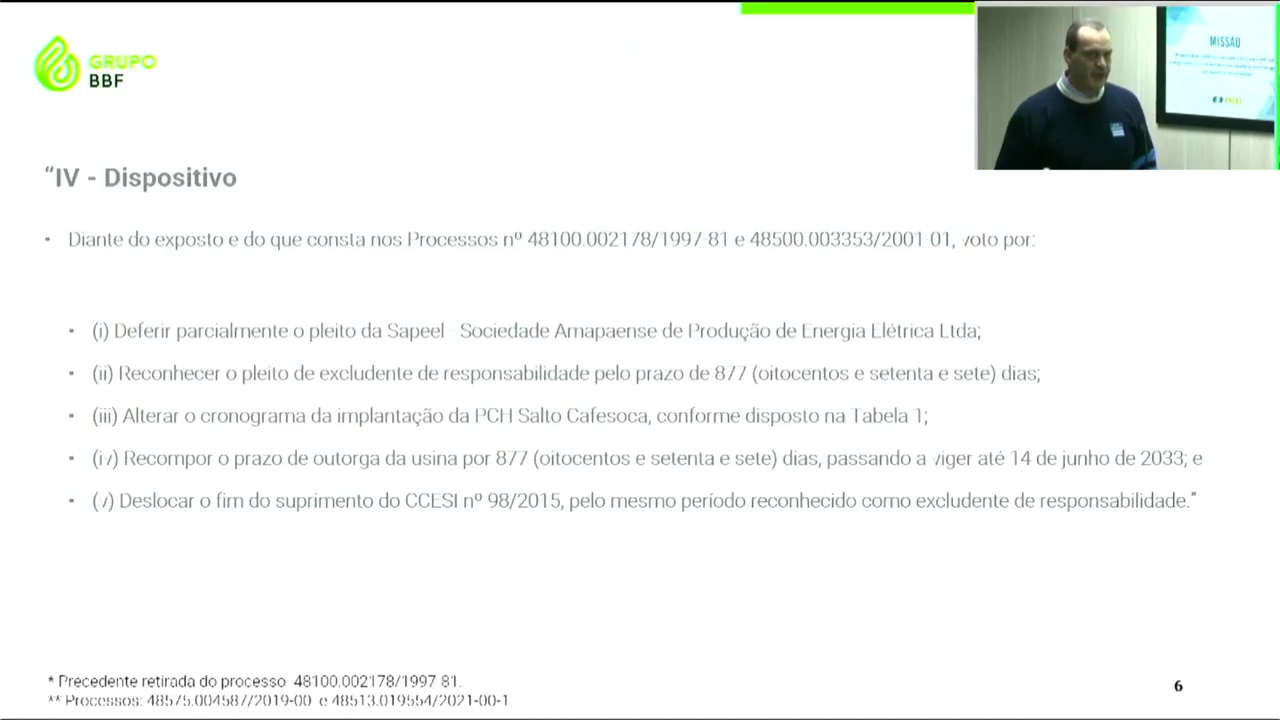 GRUPO
BBF
MISSÃO
“IV - Dispositivo
• Diante do exposto e do que consta nos Processos nº 48100.002178/1997-81 e 48500.003353/2001-01, voto por:
• (i) Deferir parcialmente o pleito da Sapeel - Sociedade Amapaense de Produção de Energia Elétrica Ltda;
• (ii) Reconhecer o pleito de excludente de responsabilidade pelo prazo de 877 (oitocentos e setenta e sete) dias;
• (iii) Alterar o cronograma da implantação da PCH Salto Cafesoca, conforme disposto na Tabela 1;
• (iv) Recompor o prazo de outorga da usina por 877 (oitocentos e setenta e sete) dias, passando a viger até 14 de junho de 2033; e
• (v) Deslocar o fim do suprimento do CCESI nº 98/2015, pelo mesmo período reconhecido como excludente de responsabilidade.”
* Precedente retirada do processo 48100.002178/1997-81.
** Processos: 48575.004587/2019-00 e 48513.019554/2021-00-1
6